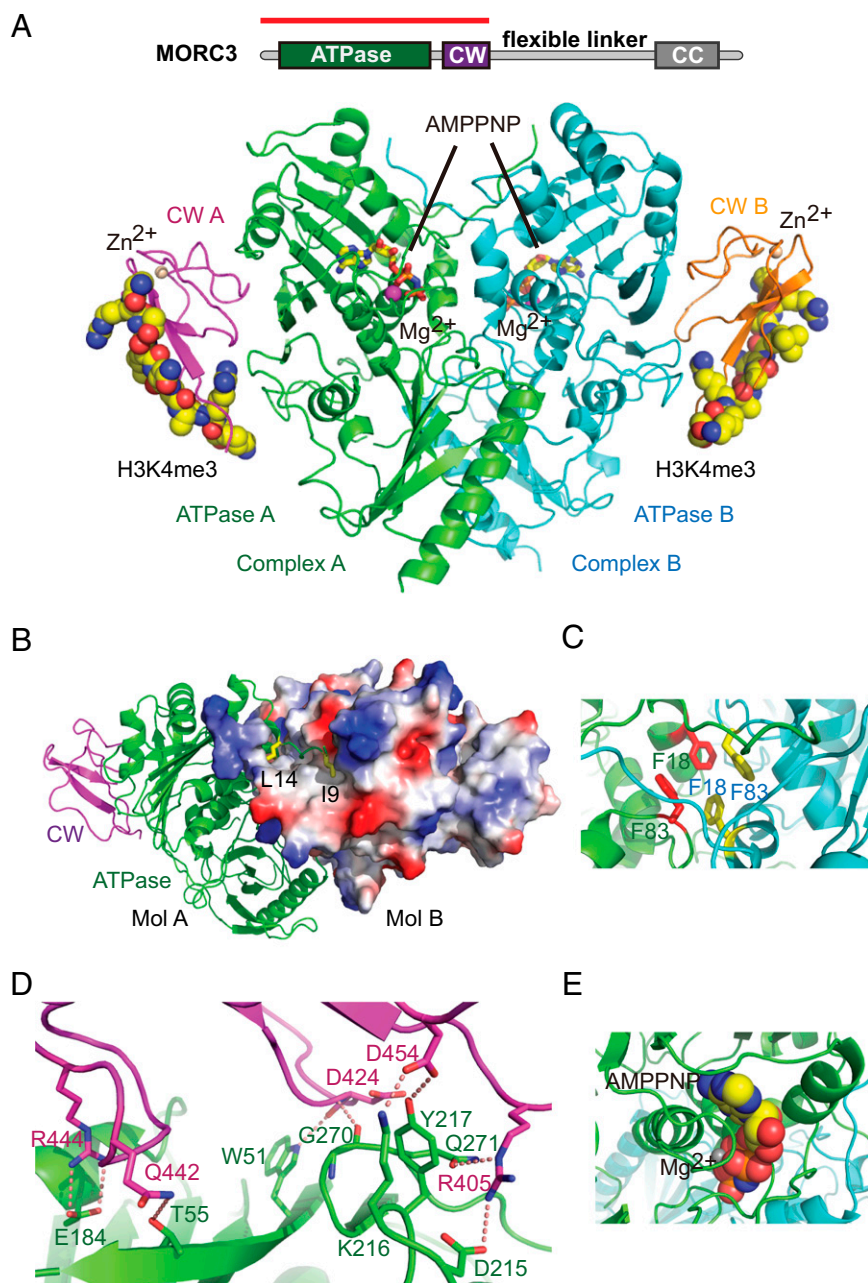 A
MORC3
ATPase
CW
flexible linker
CC
AMPPNP
CW A
Zn2+
CW B
Zn2+
Mg2+
Mg2+
H3K4me3
H3K4me3
ATPase A
ATPase B
Complex A
Complex B
B
L14
I9
CW
ATPase
Mol A
Mol B
C
F18
F18
F83
F83
D
D454
D424
R444
G270
Y217
W51
Q271
Q442
R405
T55
E184
K216
D215
E
AMPPNP
Mg2+